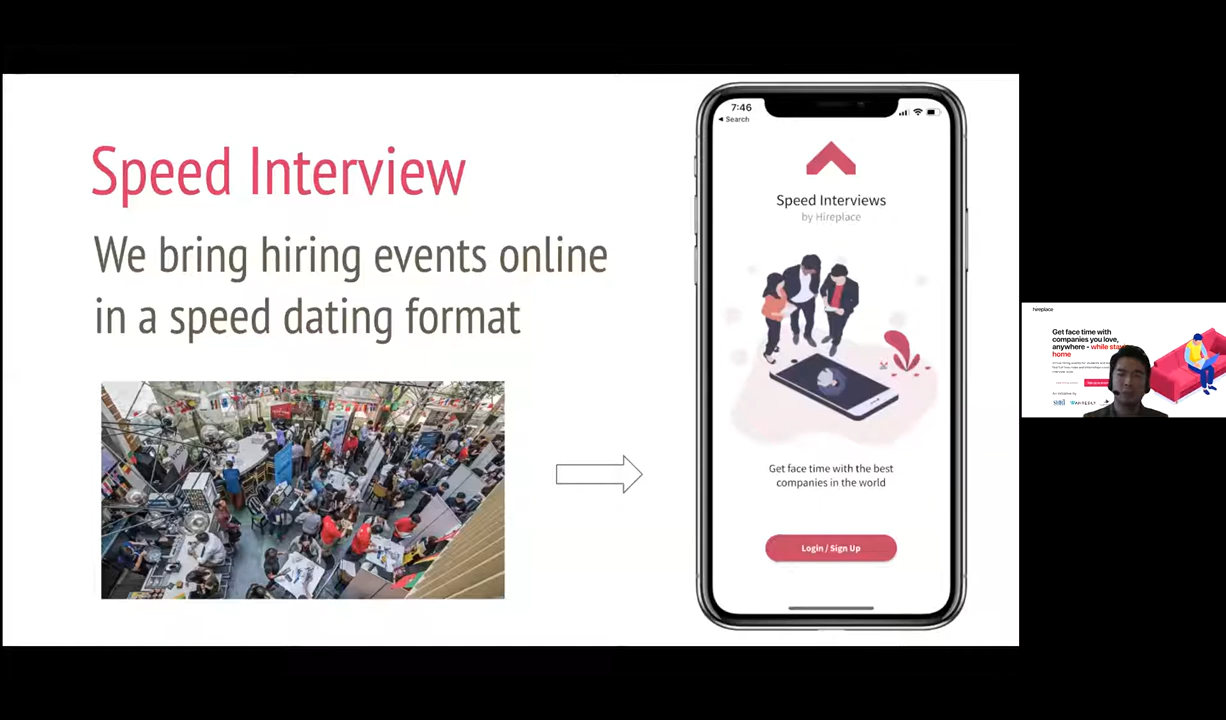 Speed Interview
We bring hiring events online
in a speed dating format
7:46
Search
Speed Interviews
by Hireplace
Get face time with the best
companies in the world
Login / Sign Up
hireplace
Get face time with
companies you love,
anywhere - while
home